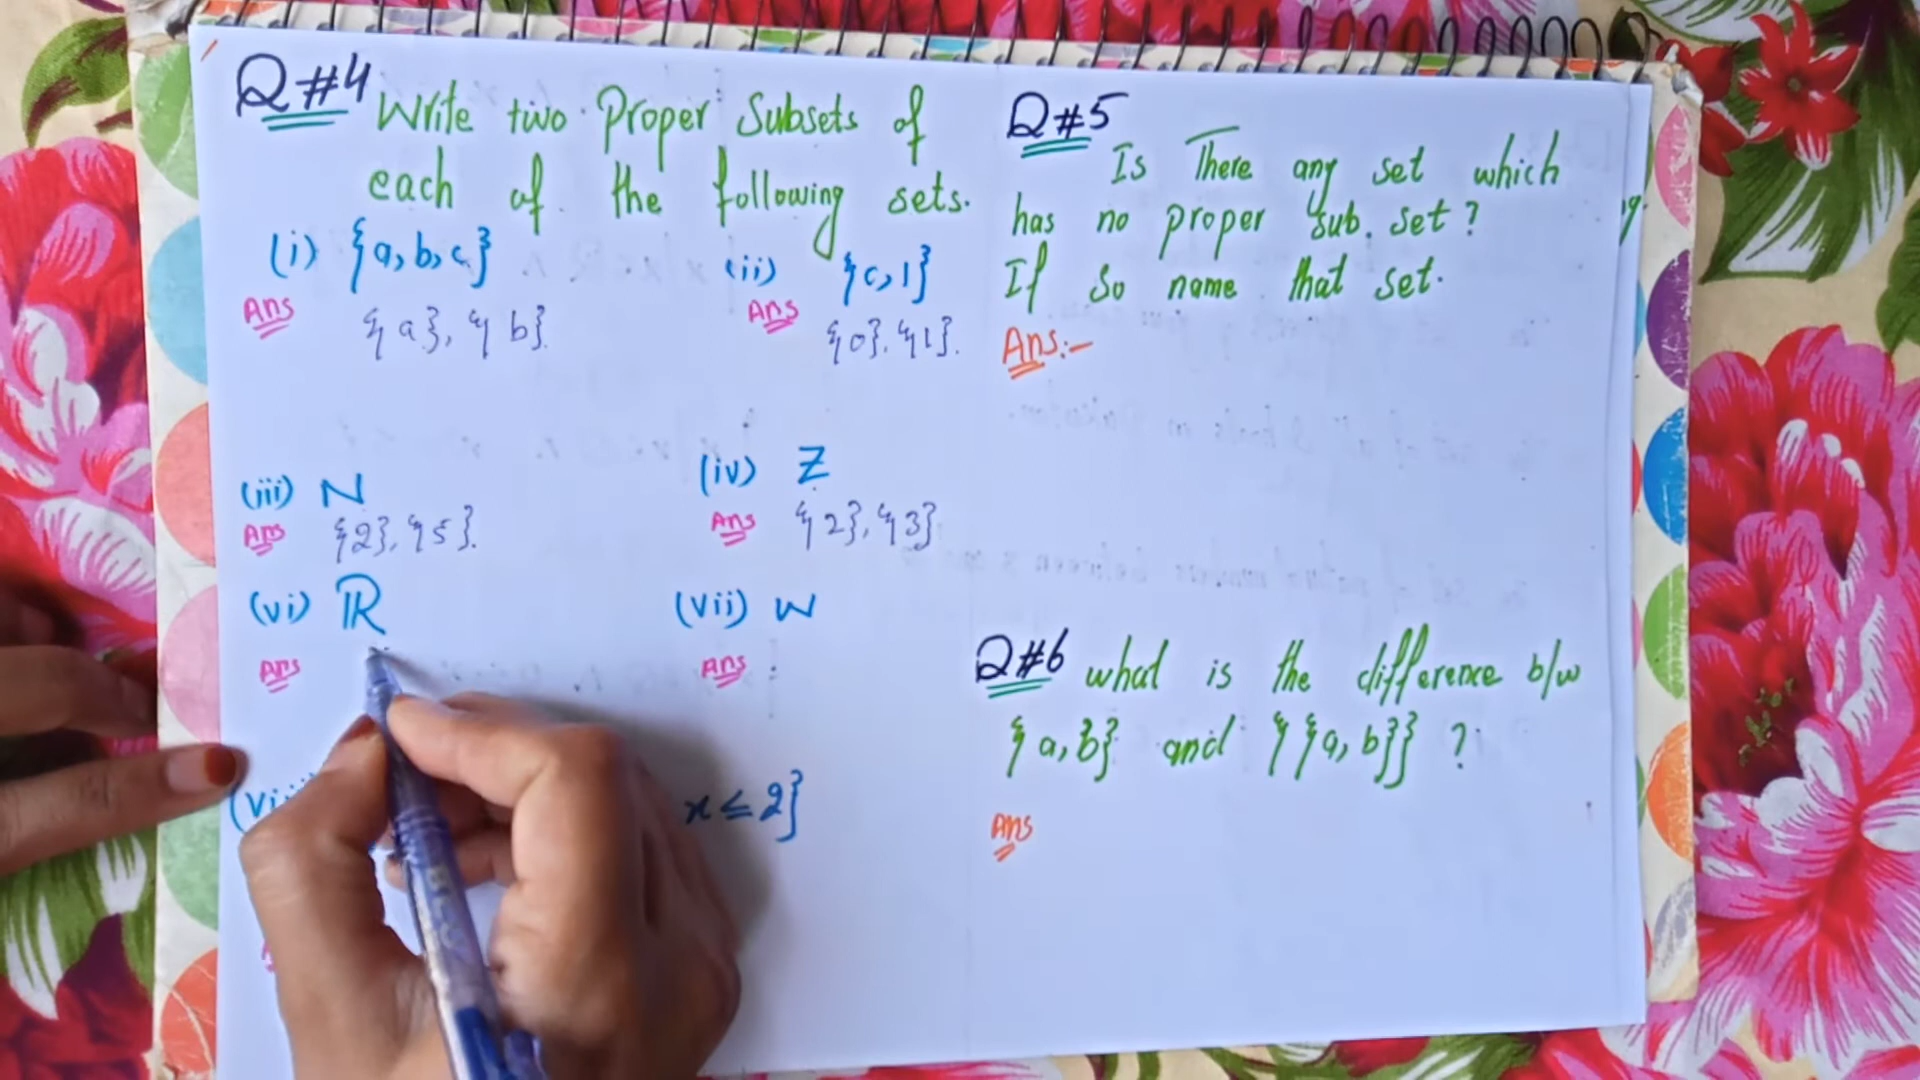 Q#4 Write two Proper Subsets of
each of the following sets.
(i) {a, b, c}
Ans {a}, {b}.
(ii) {c, 1}
Ans {0}, {1}.
(iii) N
Ans {2}, {5}.
(iv) Z
Ans {2}, {3}
(vi) ℝ
Ans
(vii) W
Ans :
(vii
x ≤ 2}
Q#5
Is There any set which
has no proper sub. set?
If so name that set.
Ans:-
Q#6 what is the difference b/w
{a, b} and {{a, b}} ?
Ans